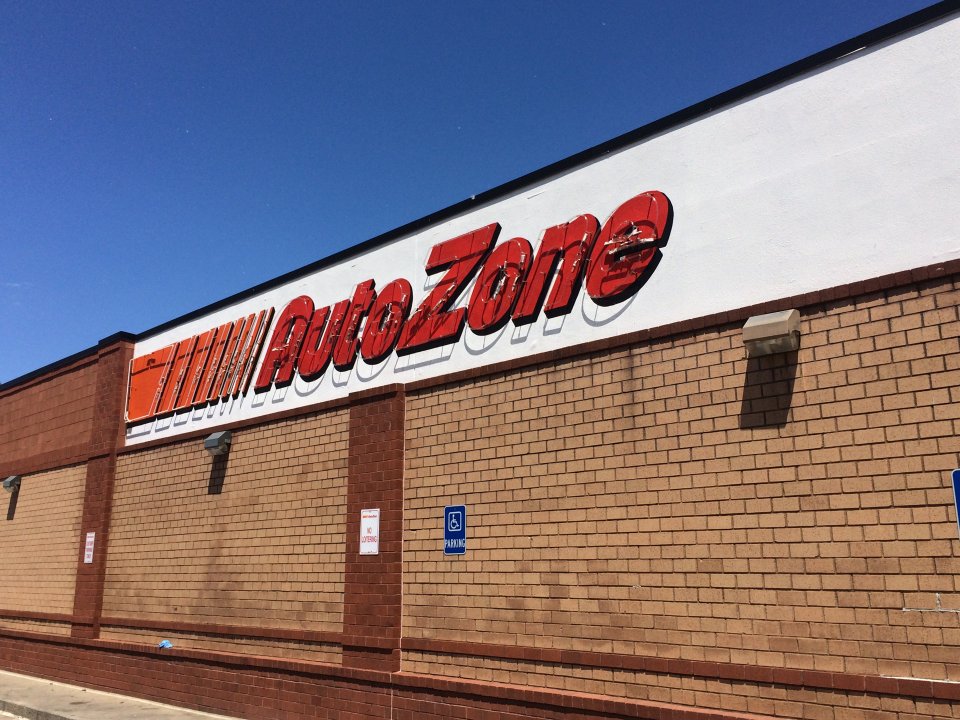 AutoZone
NO
LOITERING
PARKING